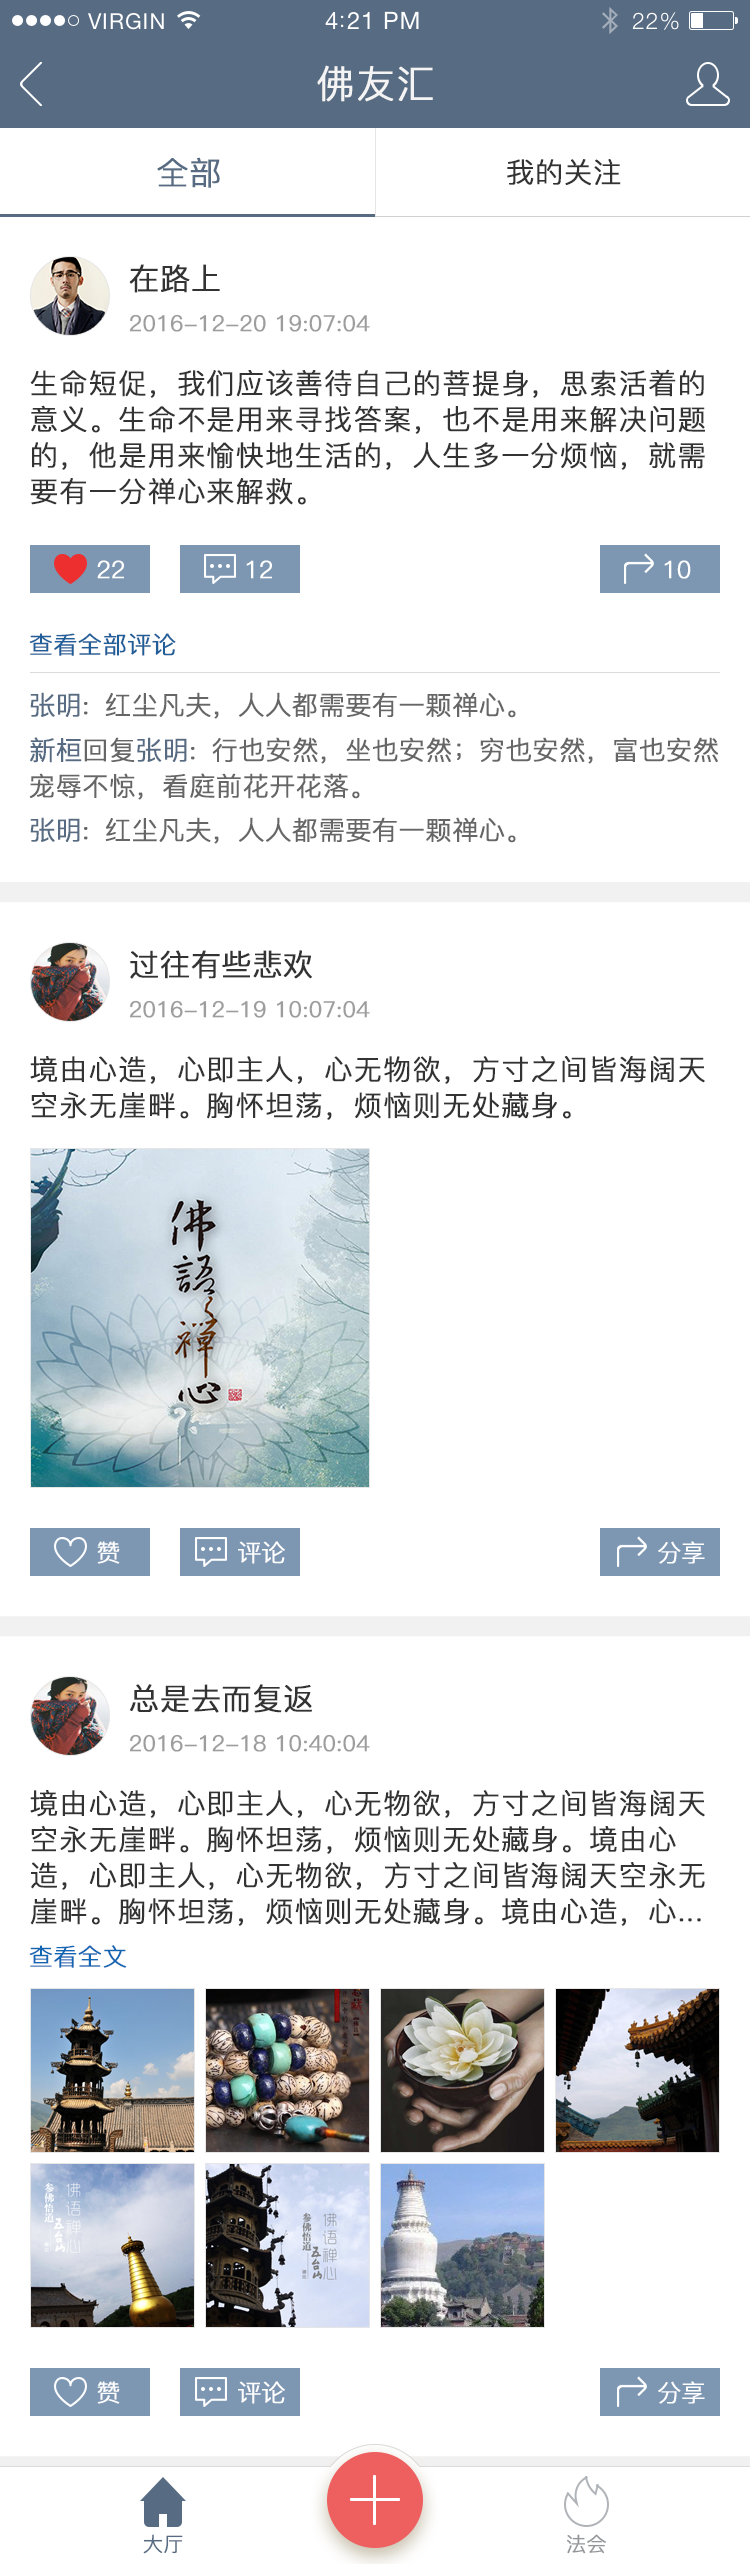 VIRGIN
4:21 PM
22%
佛友汇
全部
我的关注
在路上
2016-12-20 19:07:04
生命短促，我们应该善待自己的菩提身，思索活着的
意义。生命不是用来寻找答案，也不是用来解决问题
的，他是用来愉快地生活的，人生多一分烦恼，就需
要有一分禅心来解救。
22
12
10
查看全部评论
张明：红尘凡夫，人人都需要有一颗禅心。
新桓回复张明：行也安然，坐也安然；穷也安然，富也安然
宠辱不惊，看庭前花开花落。
张明：红尘凡夫，人人都需要有一颗禅心。
过往有些悲欢
2016-12-19 10:07:04
境由心造，心即主人，心无物欲，方寸之间皆海阔天
空永无崖畔。胸怀坦荡，烦恼则无处藏身。
佛語禅心
赞
评论
分享
总是去而复返
2016-12-18 10:40:04
境由心造，心即主人，心无物欲，方寸之间皆海阔天
空永无崖畔。胸怀坦荡，烦恼则无处藏身。境由心
造，心即主人，心无物欲，方寸之间皆海阔天空永无
崖畔。胸怀坦荡，烦恼则无处藏身。境由心造，心...
查看全文
佛语禅心
参佛悟道
五台山
佛语禅心
参佛悟道
五台山
赞
评论
分享
大厅
法会